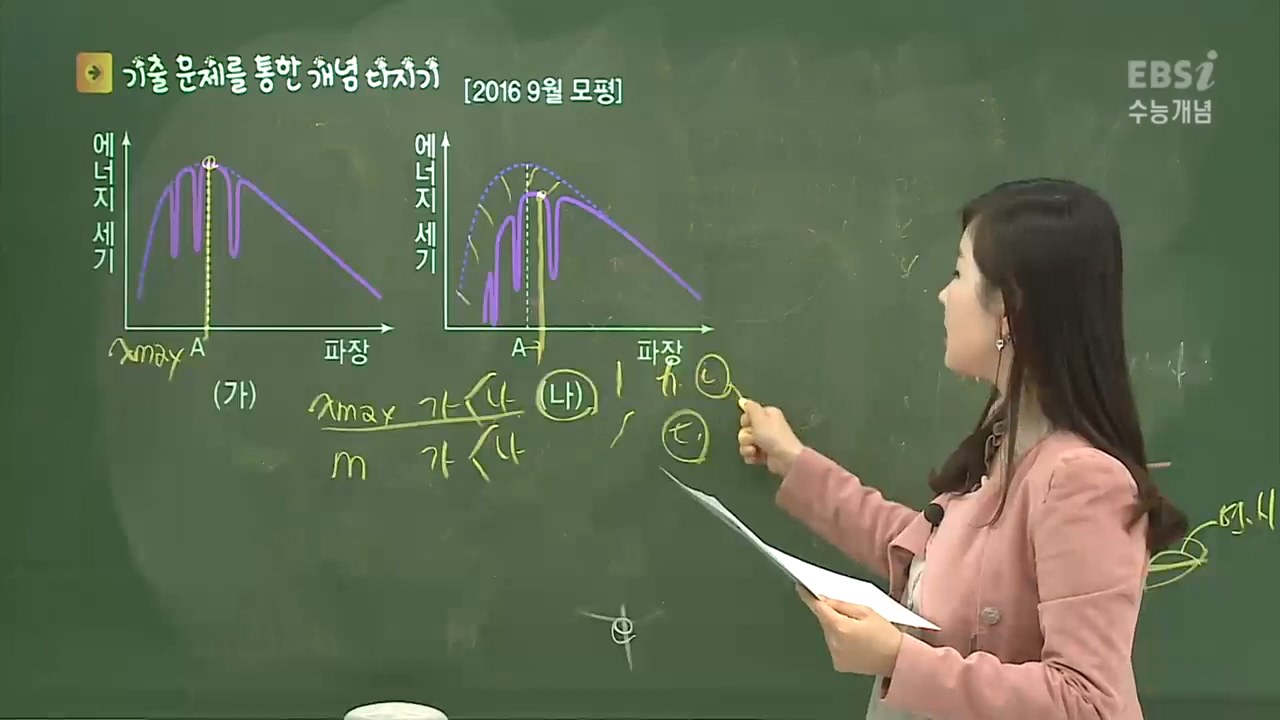 기출 문제를 통한 개념 다지기
[2016 9월 모평]
EBSi
수능개념
에너지 세기
A
파장
(가)
에너지 세기
A
파장
(나)
λmax
λmax 가<나
m 가<나
ㄴ
ㄷ